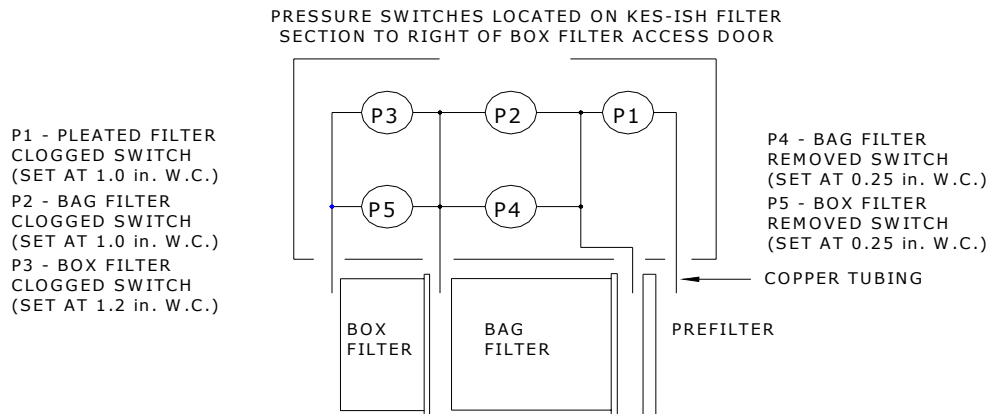 PRESSURE SWITCHES LOCATED ON KES-ISH FILTER
SECTION TO RIGHT OF BOX FILTER ACCESS DOOR
P3
P2
P1
P5
P4
P1 - PLEATED FILTER
CLOGGED SWITCH
(SET AT 1.0 in. W.C.)
P2 - BAG FILTER
CLOGGED SWITCH
(SET AT 1.0 in. W.C.)
P3 - BOX FILTER
CLOGGED SWITCH
(SET AT 1.2 in. W.C.)
P4 - BAG FILTER
REMOVED SWITCH
(SET AT 0.25 in. W.C.)
P5 - BOX FILTER
REMOVED SWITCH
(SET AT 0.25 in. W.C.)
COPPER TUBING
BOX
FILTER
BAG
FILTER
PREFILTER